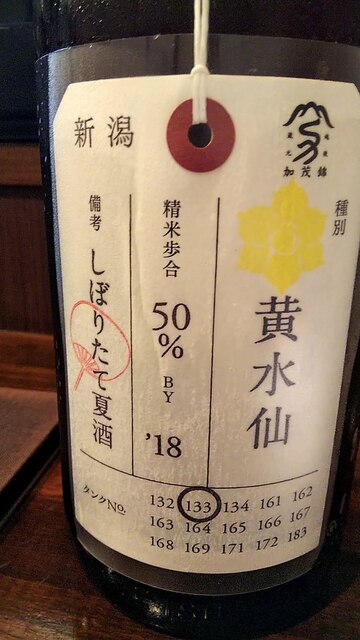 新潟
加茂錦
種別
黄水仙
精米歩合
50
%
BY
'18
備考
しぼりたて夏酒
タンクNo.
132 133 134 161 162
163 164 165 166 167
168 169 171 172 183